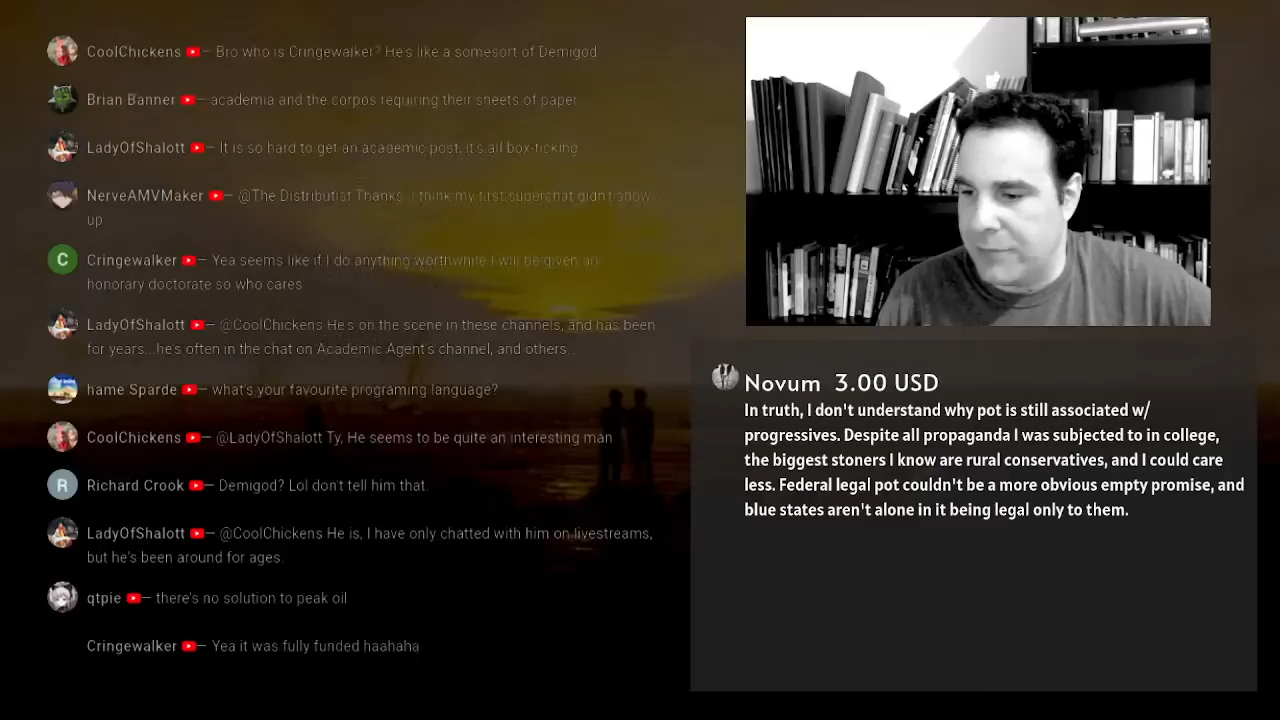 CoolChickens — Bro who is Cringewalker? He's like a somesort of Demigod
Brian Banner — academia and the corpos requiring their sheets of paper
LadyOfShalott — It is so hard to get an academic post, it's all box-ticking
NerveAMVMaker — @The Distributist Thanks. I think my first superchat didn't show
up
C
Cringewalker — Yea seems like if I do anything worthwhile I will be given an
honorary doctorate so who cares
LadyOfShalott — @CoolChickens He's on the scene in these channels, and has been
for years...he's often in the chat on Academic Agent's channel, and others...
hame Sparde — what's your favourite programing language?
CoolChickens — @LadyOfShalott Ty, He seems to be quite an interesting man
R
Richard Crook — Demigod? Lol don't tell him that.
LadyOfShalott — @CoolChickens He is, I have only chatted with him on livestreams,
but he's been around for ages.
qtpie — there's no solution to peak oil
Cringewalker — Yea it was fully funded haahaha
Novum 3.00 USD
In truth, I don't understand why pot is still associated w/
progressives. Despite all propaganda I was subjected to in college,
the biggest stoners I know are rural conservatives, and I could care
less. Federal legal pot couldn't be a more obvious empty promise, and
blue states aren't alone in it being legal only to them.